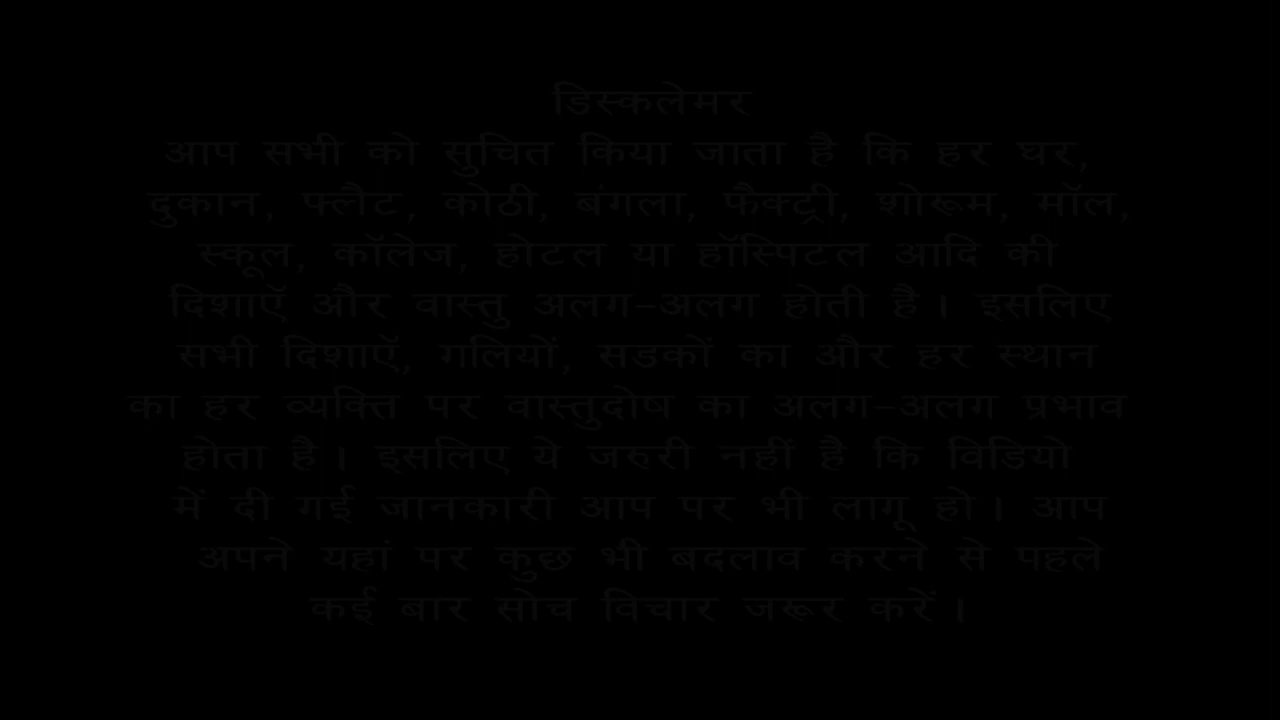 डिस्कलेमर
आप सभी को सुचित किया जाता है कि हर घर,
दुकान, फ्लैट, कोठी, बंगला, फैक्ट्री, शोरूम, मॉल,
स्कूल, कॉलेज, होटल या हॉस्पिटल आदि की
दिशाऍ और वास्तु अलग–अलग होती है। इसलिए
सभी दिशाऍ, गलियों, सडकों का और हर स्थान
का हर व्यक्ति पर वास्तुदोष का अलग–अलग प्रभाव
होता है। इसलिए ये जरुरी नहीं है कि विडियो
में दी गई जानकारी आप पर भी लागू हो। आप
अपने यहां पर कुछ भी बदलाव करने से पहले
कई बार सोच विचार जरूर करें।